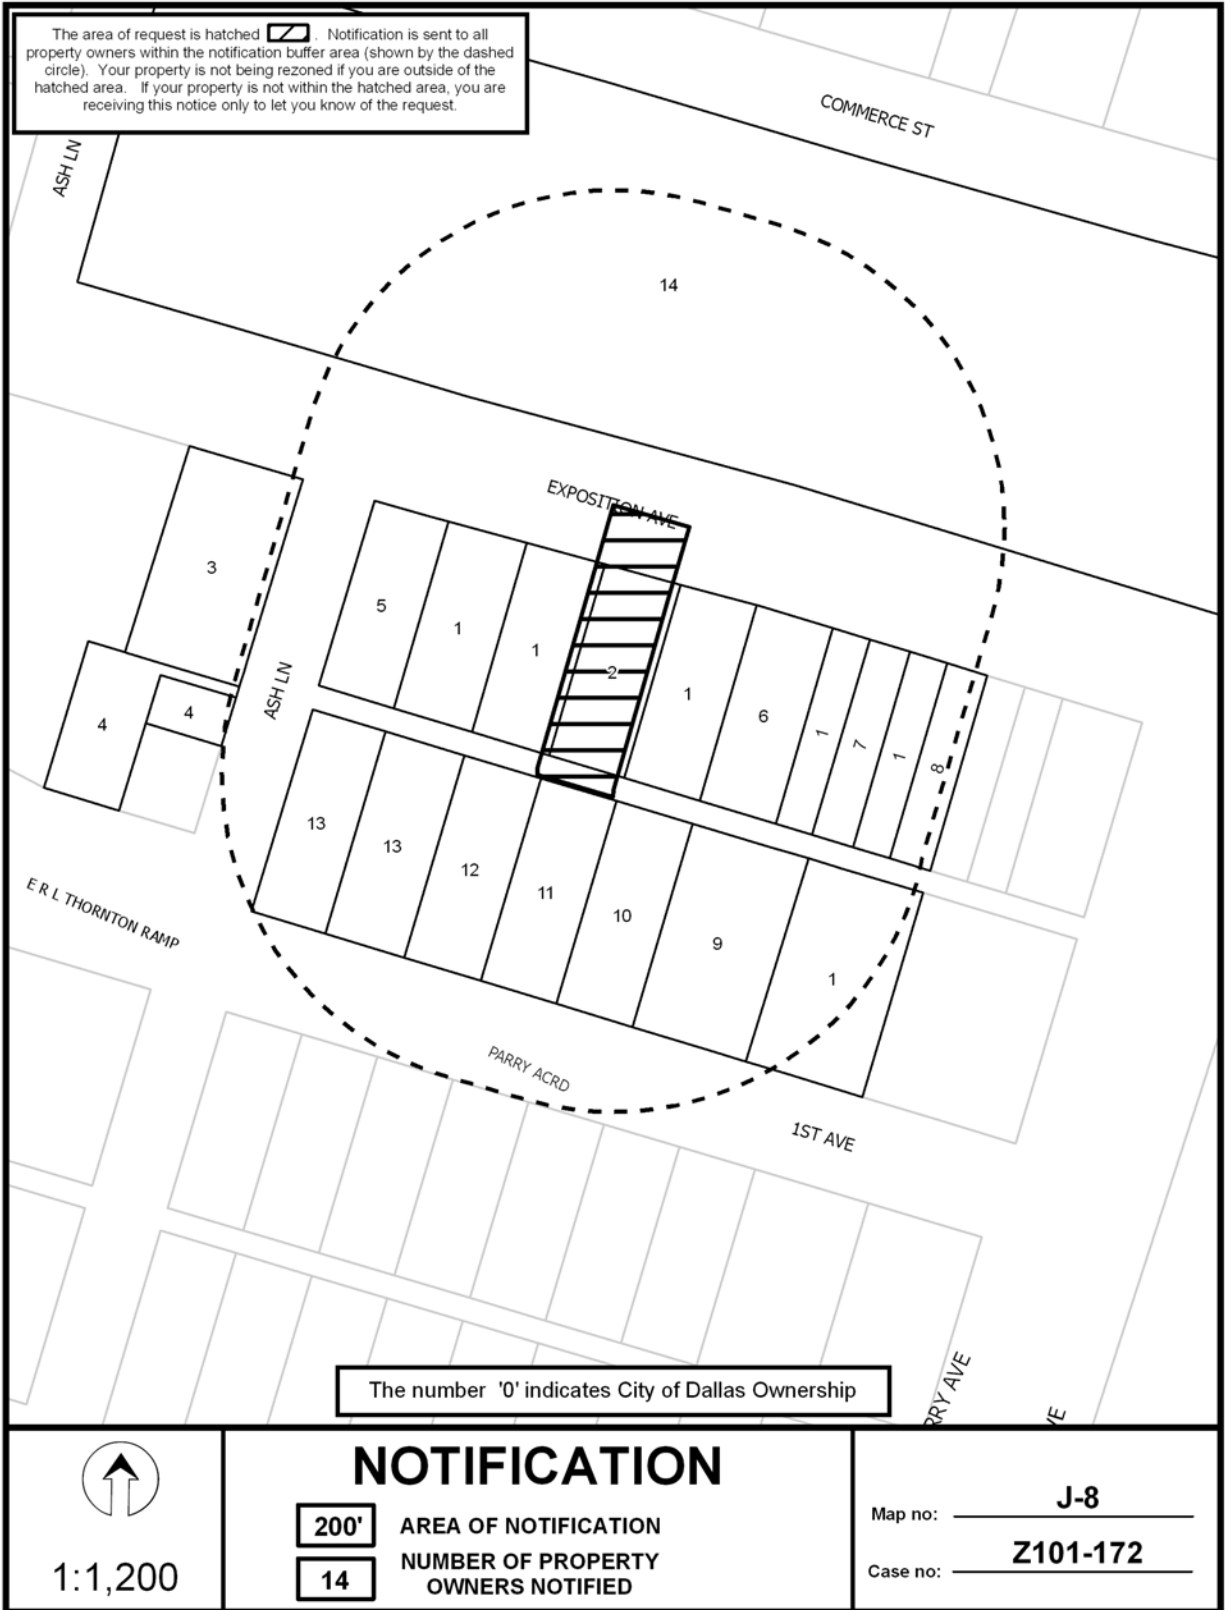 The area of request is hatched . Notification is sent to all
property owners within the notification buffer area (shown by the dashed
circle). Your property is not being rezoned if you are outside of the
hatched area. If your property is not within the hatched area, you are
receiving this notice only to let you know of the request.
COMMERCE ST
ASH LN
14
EXPOSITION AVE
3
5
1
1
2
1
6
1
7
1
8
4
4
ASH LN
13
13
12
11
10
9
1
E R L THORNTON RAMP
PARRY ACRD
1ST AVE
RRY AVE
VE
The number '0' indicates City of Dallas Ownership
1:1,200
NOTIFICATION
200' AREA OF NOTIFICATION
14 NUMBER OF PROPERTY
OWNERS NOTIFIED
Map no: J-8
Case no: Z101-172